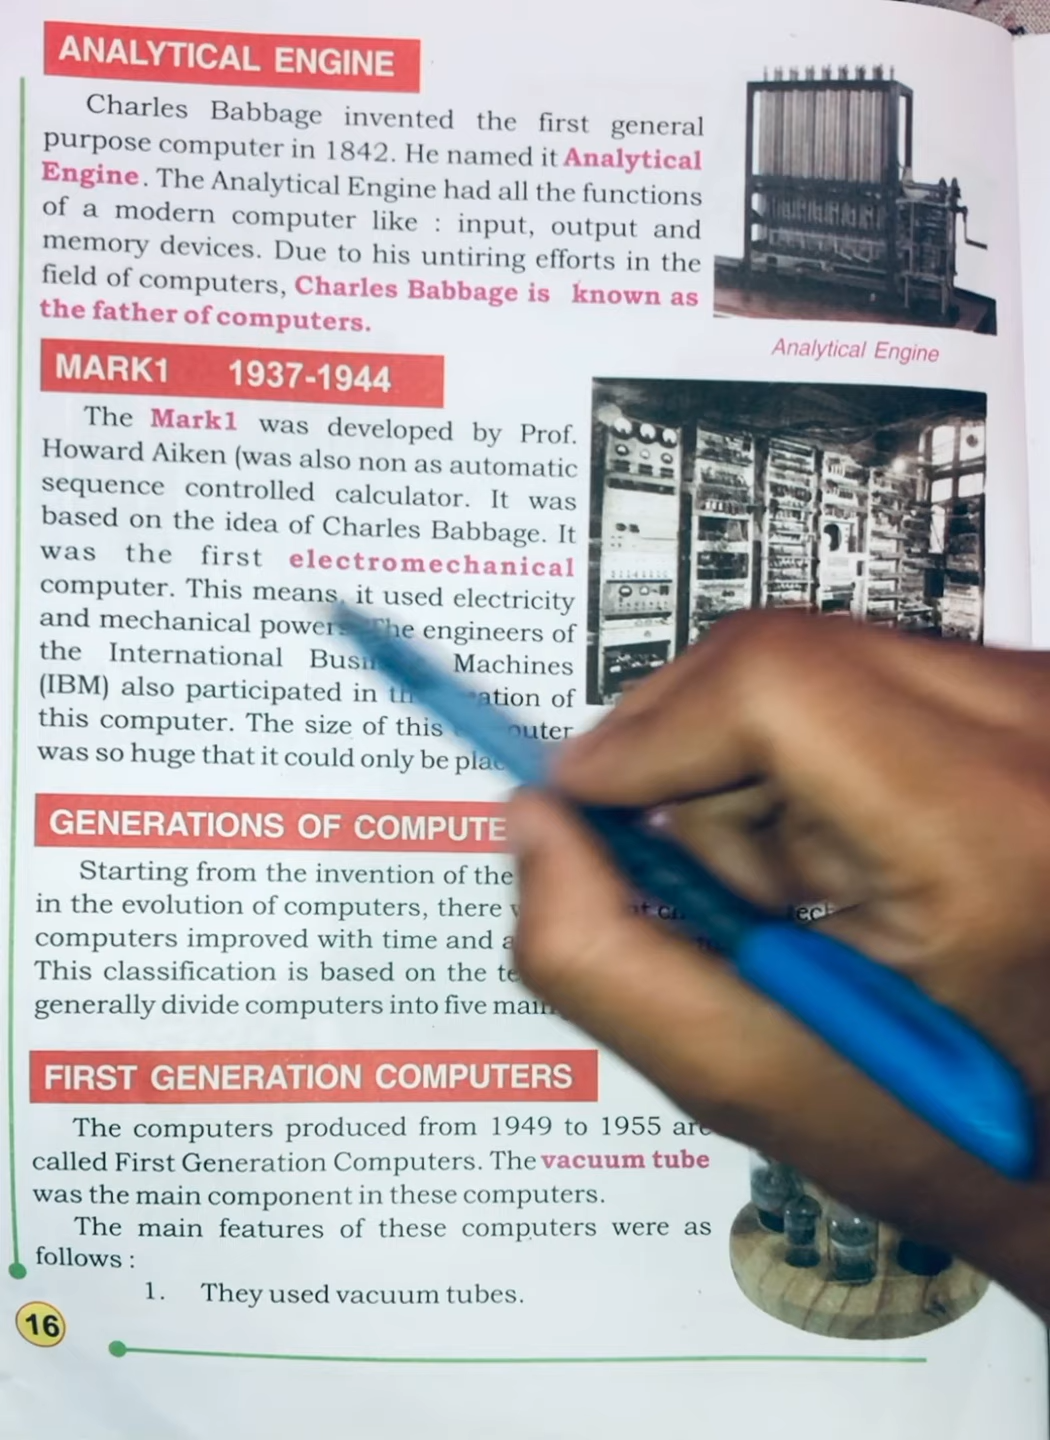 ANALYTICAL ENGINE
Charles Babbage invented the first general
purpose computer in 1842. He named it Analytical
Engine. The Analytical Engine had all the functions
of a modern computer like : input, output and
memory devices. Due to his untiring efforts in the
field of computers, Charles Babbage is known as
the father of computers.
Analytical Engine
MARK1 1937-1944
The Mark1 was developed by Prof.
Howard Aiken (was also non as automatic
sequence controlled calculator. It was
based on the idea of Charles Babbage. It
was the first electromechanical
computer. This means, it used electricity
and mechanical powers. The engineers of
the International Machines
(IBM) also participated in of
this computer. The size of this
was so huge that it could only be
GENERATIONS OF
Starting from the invention of the
in the evolution of computers, there
computers improved with time and
This classification is based on the
generally divide computers into five
FIRST GENERATION COMPUTERS
The computers produced from 1949 to 1955 are
called First Generation Computers. The vacuum tube
was the main component in these computers.
The main features of these computers were as
follows :
1. They used vacuum tubes.
16